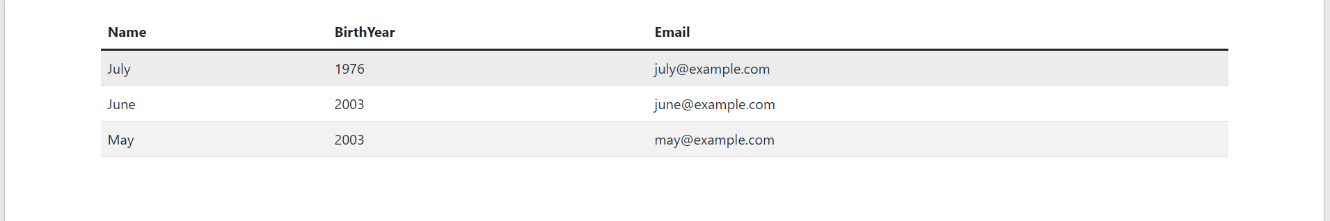 Name BirthYear Email
July 1976 july@example.com
June 2003 june@example.com
May 2003 may@example.com